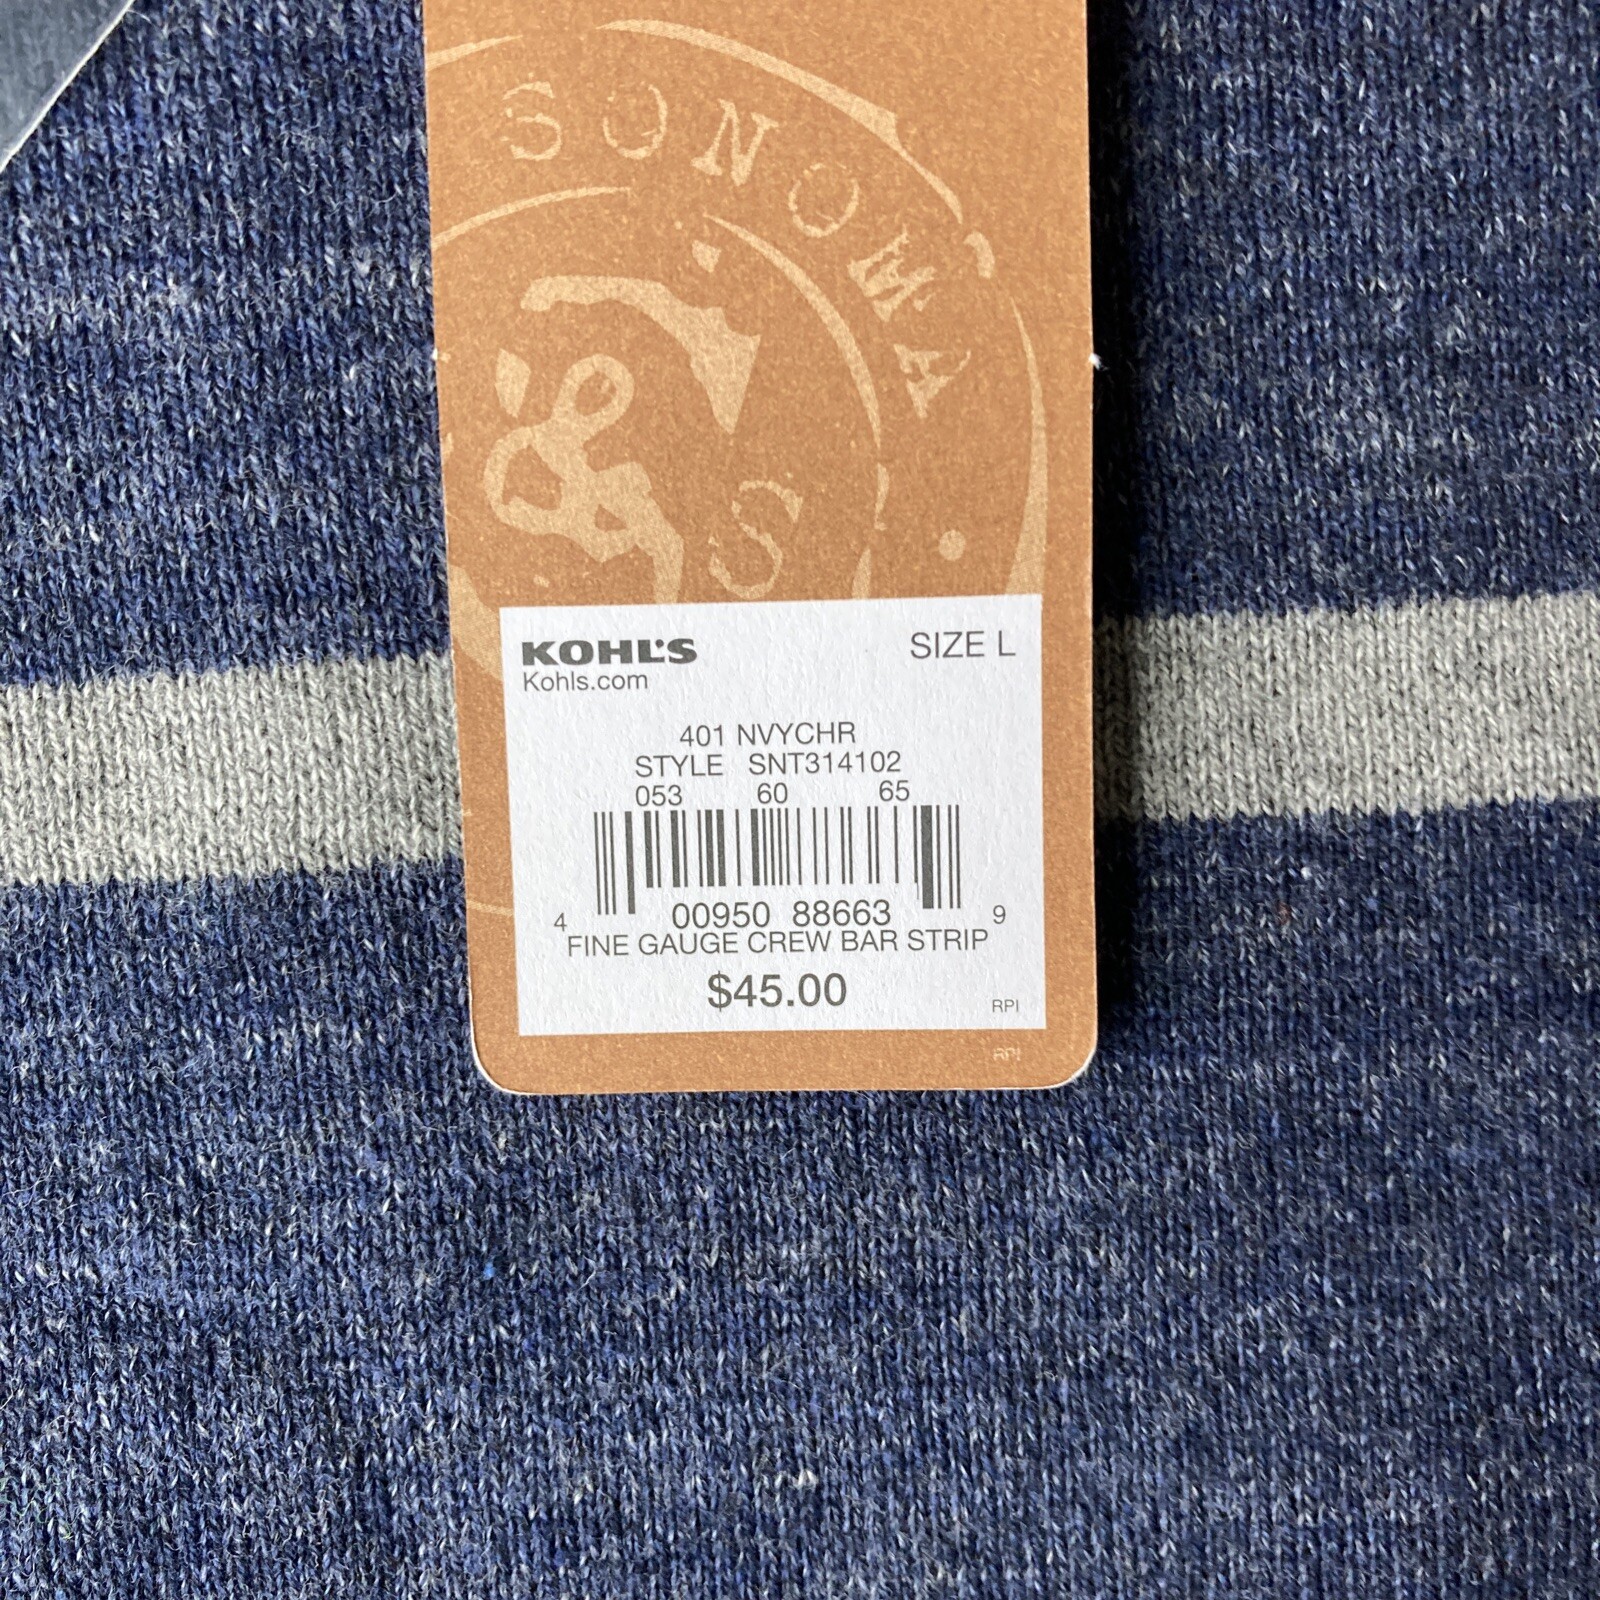 SONOMA
S
KOHL'S
SIZE L
Kohls.com
401 NVYCHR
STYLE SNT314102
053 60 65
4 00950 88663 9
FINE GAUGE CREW BAR STRIP
$45.00
RPI
RPI